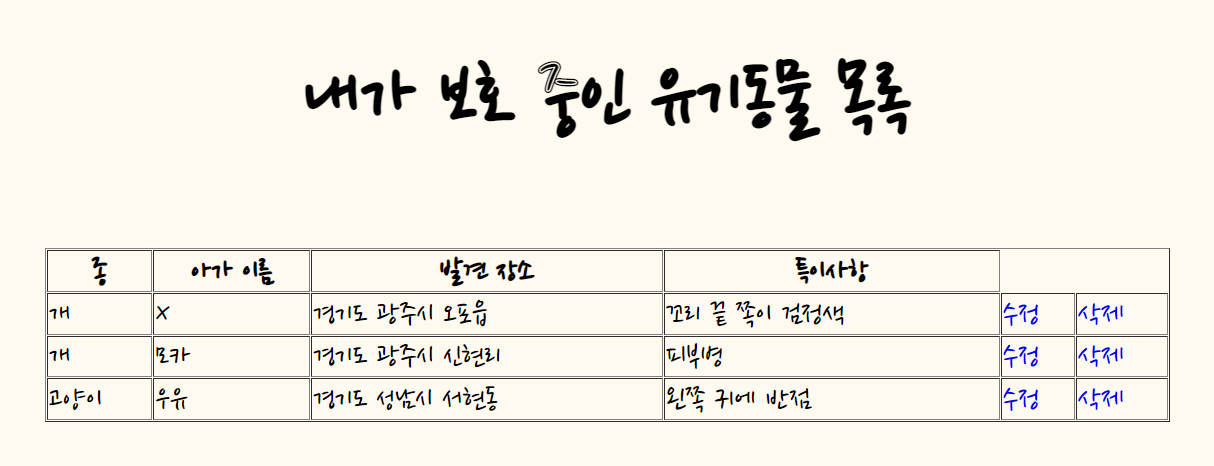 내가 보호 중인 유기동물 목록
종 아가 이름 발견 장소 특이사항
개 X 경기도 광주시 오포읍 꼬리 끝 쪽이 검정색 수정 삭제
개 모카 경기도 광주시 신현리 피부병 수정 삭제
고양이 우유 경기도 성남시 서현동 왼쪽 귀에 반점 수정 삭제